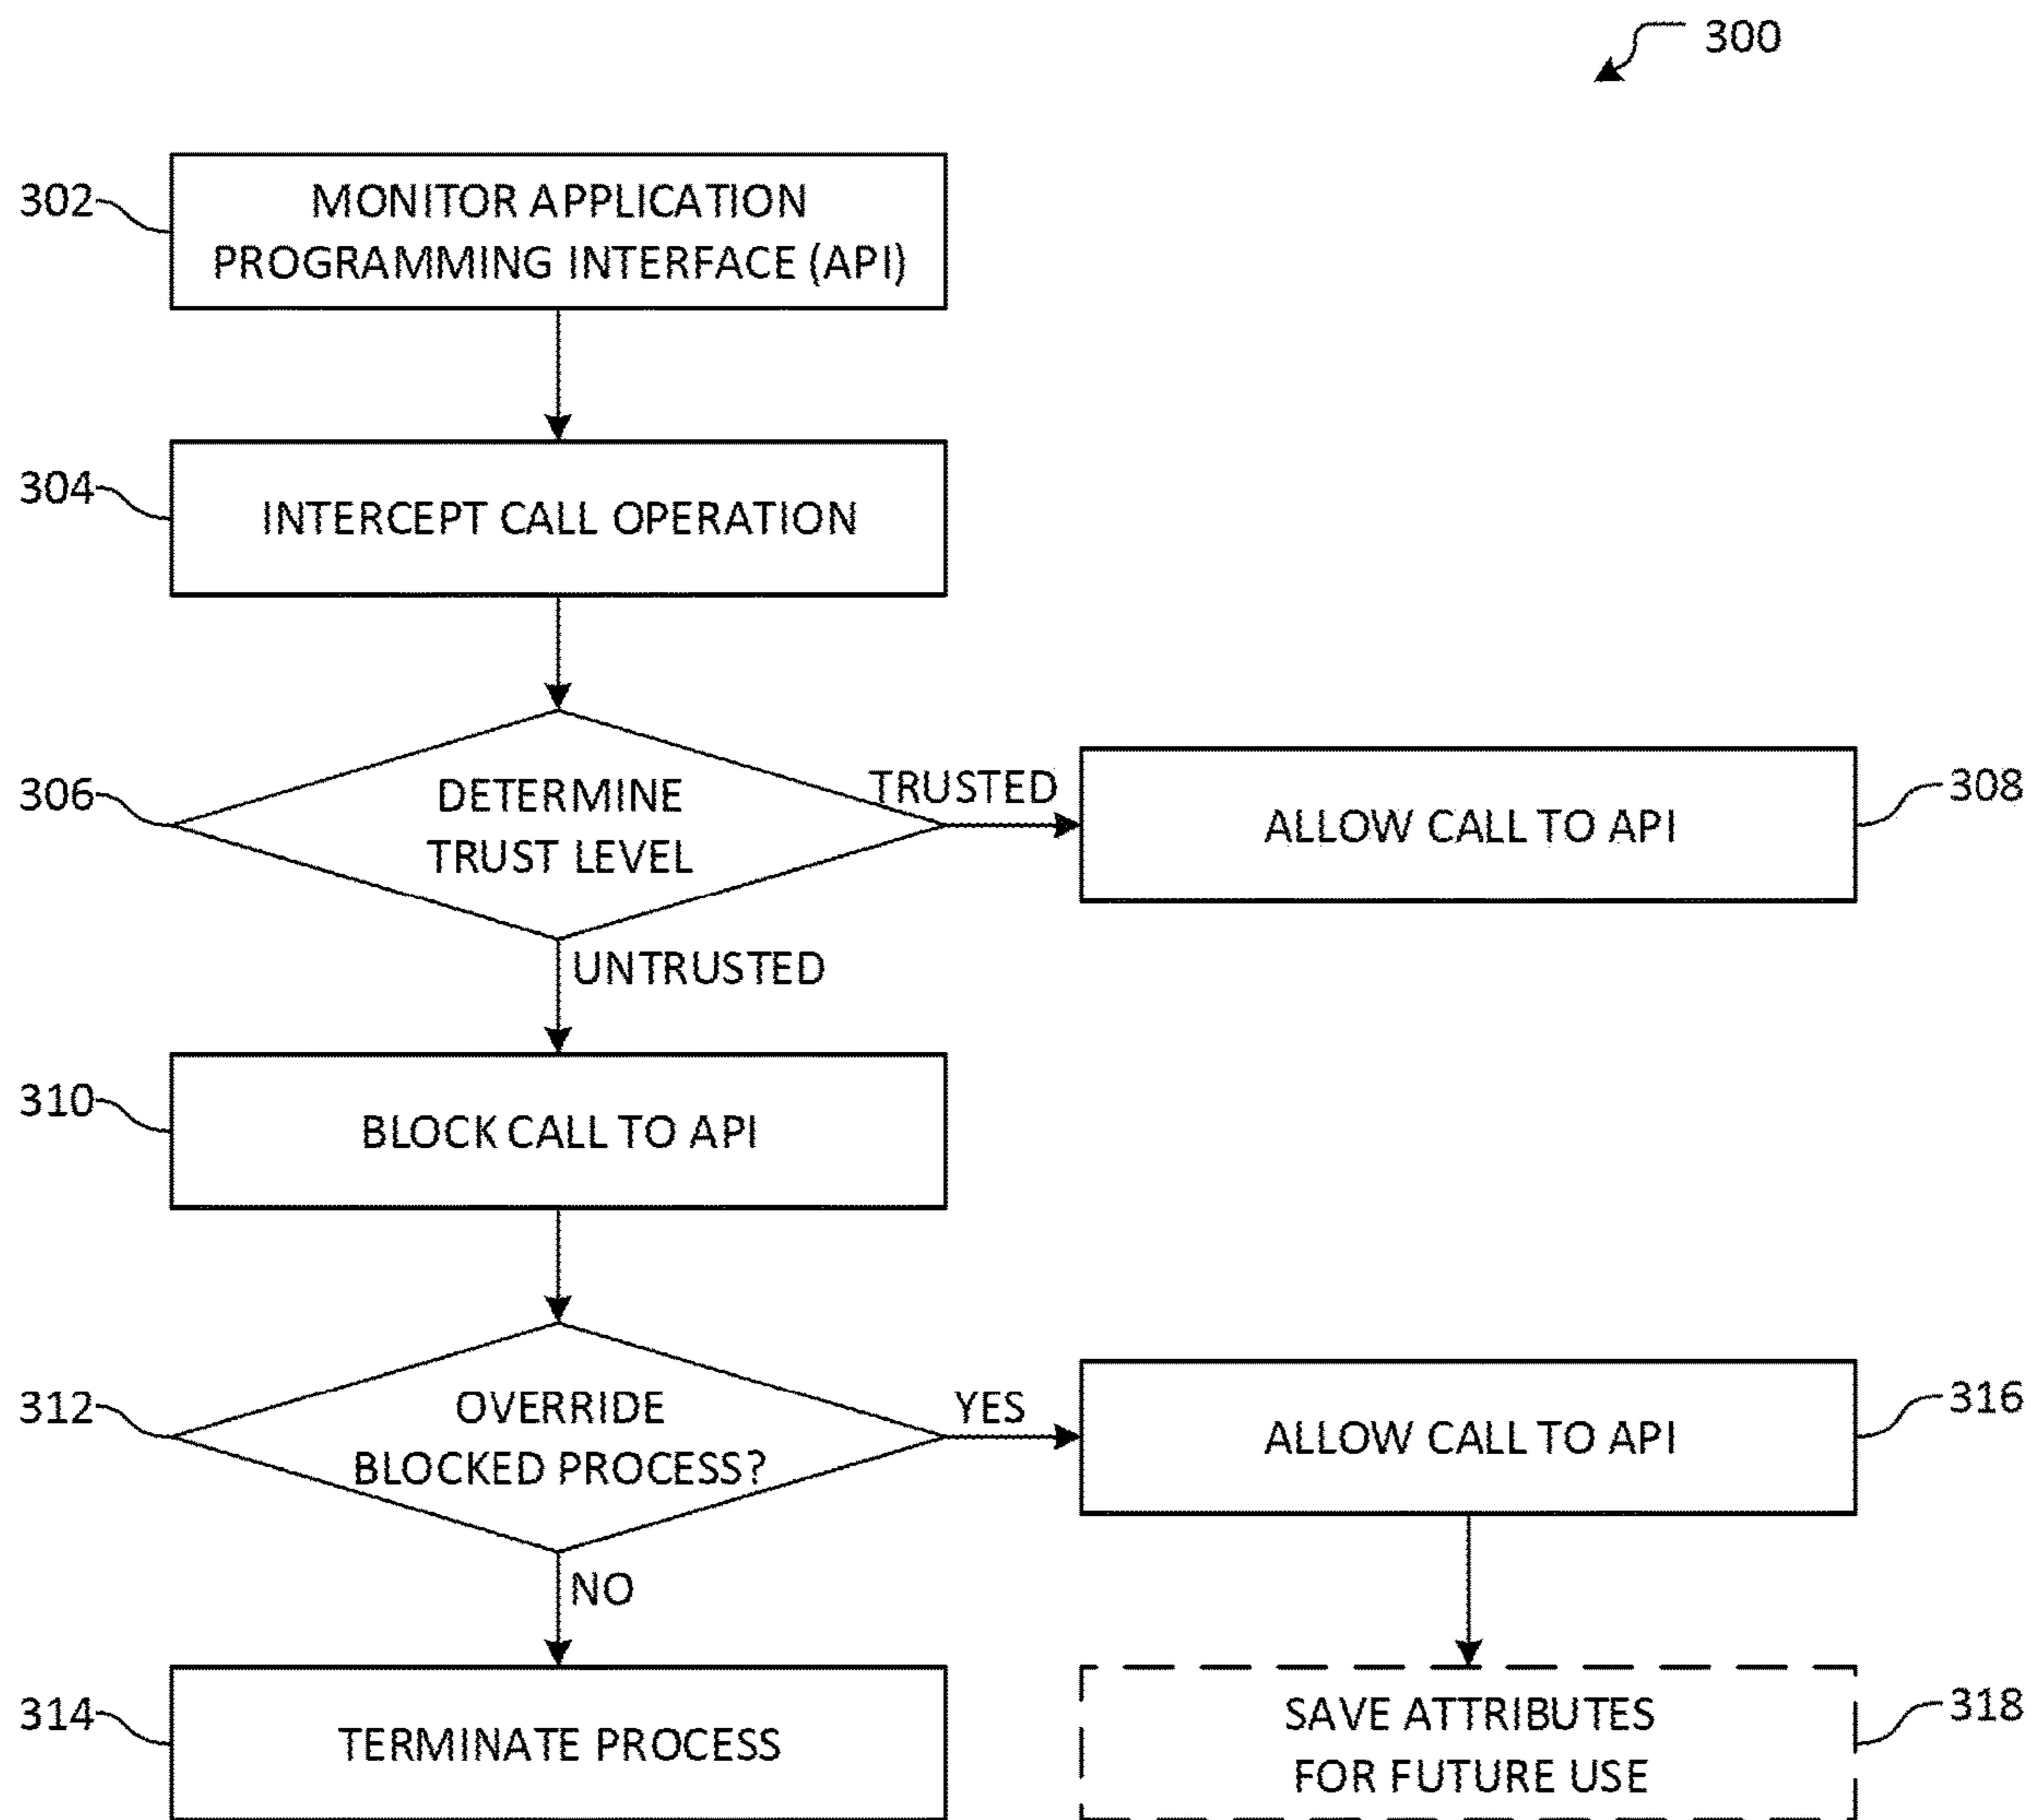 300
302
MONITOR APPLICATION
PROGRAMMING INTERFACE (API)
304
INTERCEPT CALL OPERATION
306
DETERMINE
TRUST LEVEL
TRUSTED
ALLOW CALL TO API
308
UNTRUSTED
310
BLOCK CALL TO API
312
OVERRIDE
BLOCKED PROCESS?
YES
ALLOW CALL TO API
316
NO
314
TERMINATE PROCESS
SAVE ATTRIBUTES
FOR FUTURE USE
318